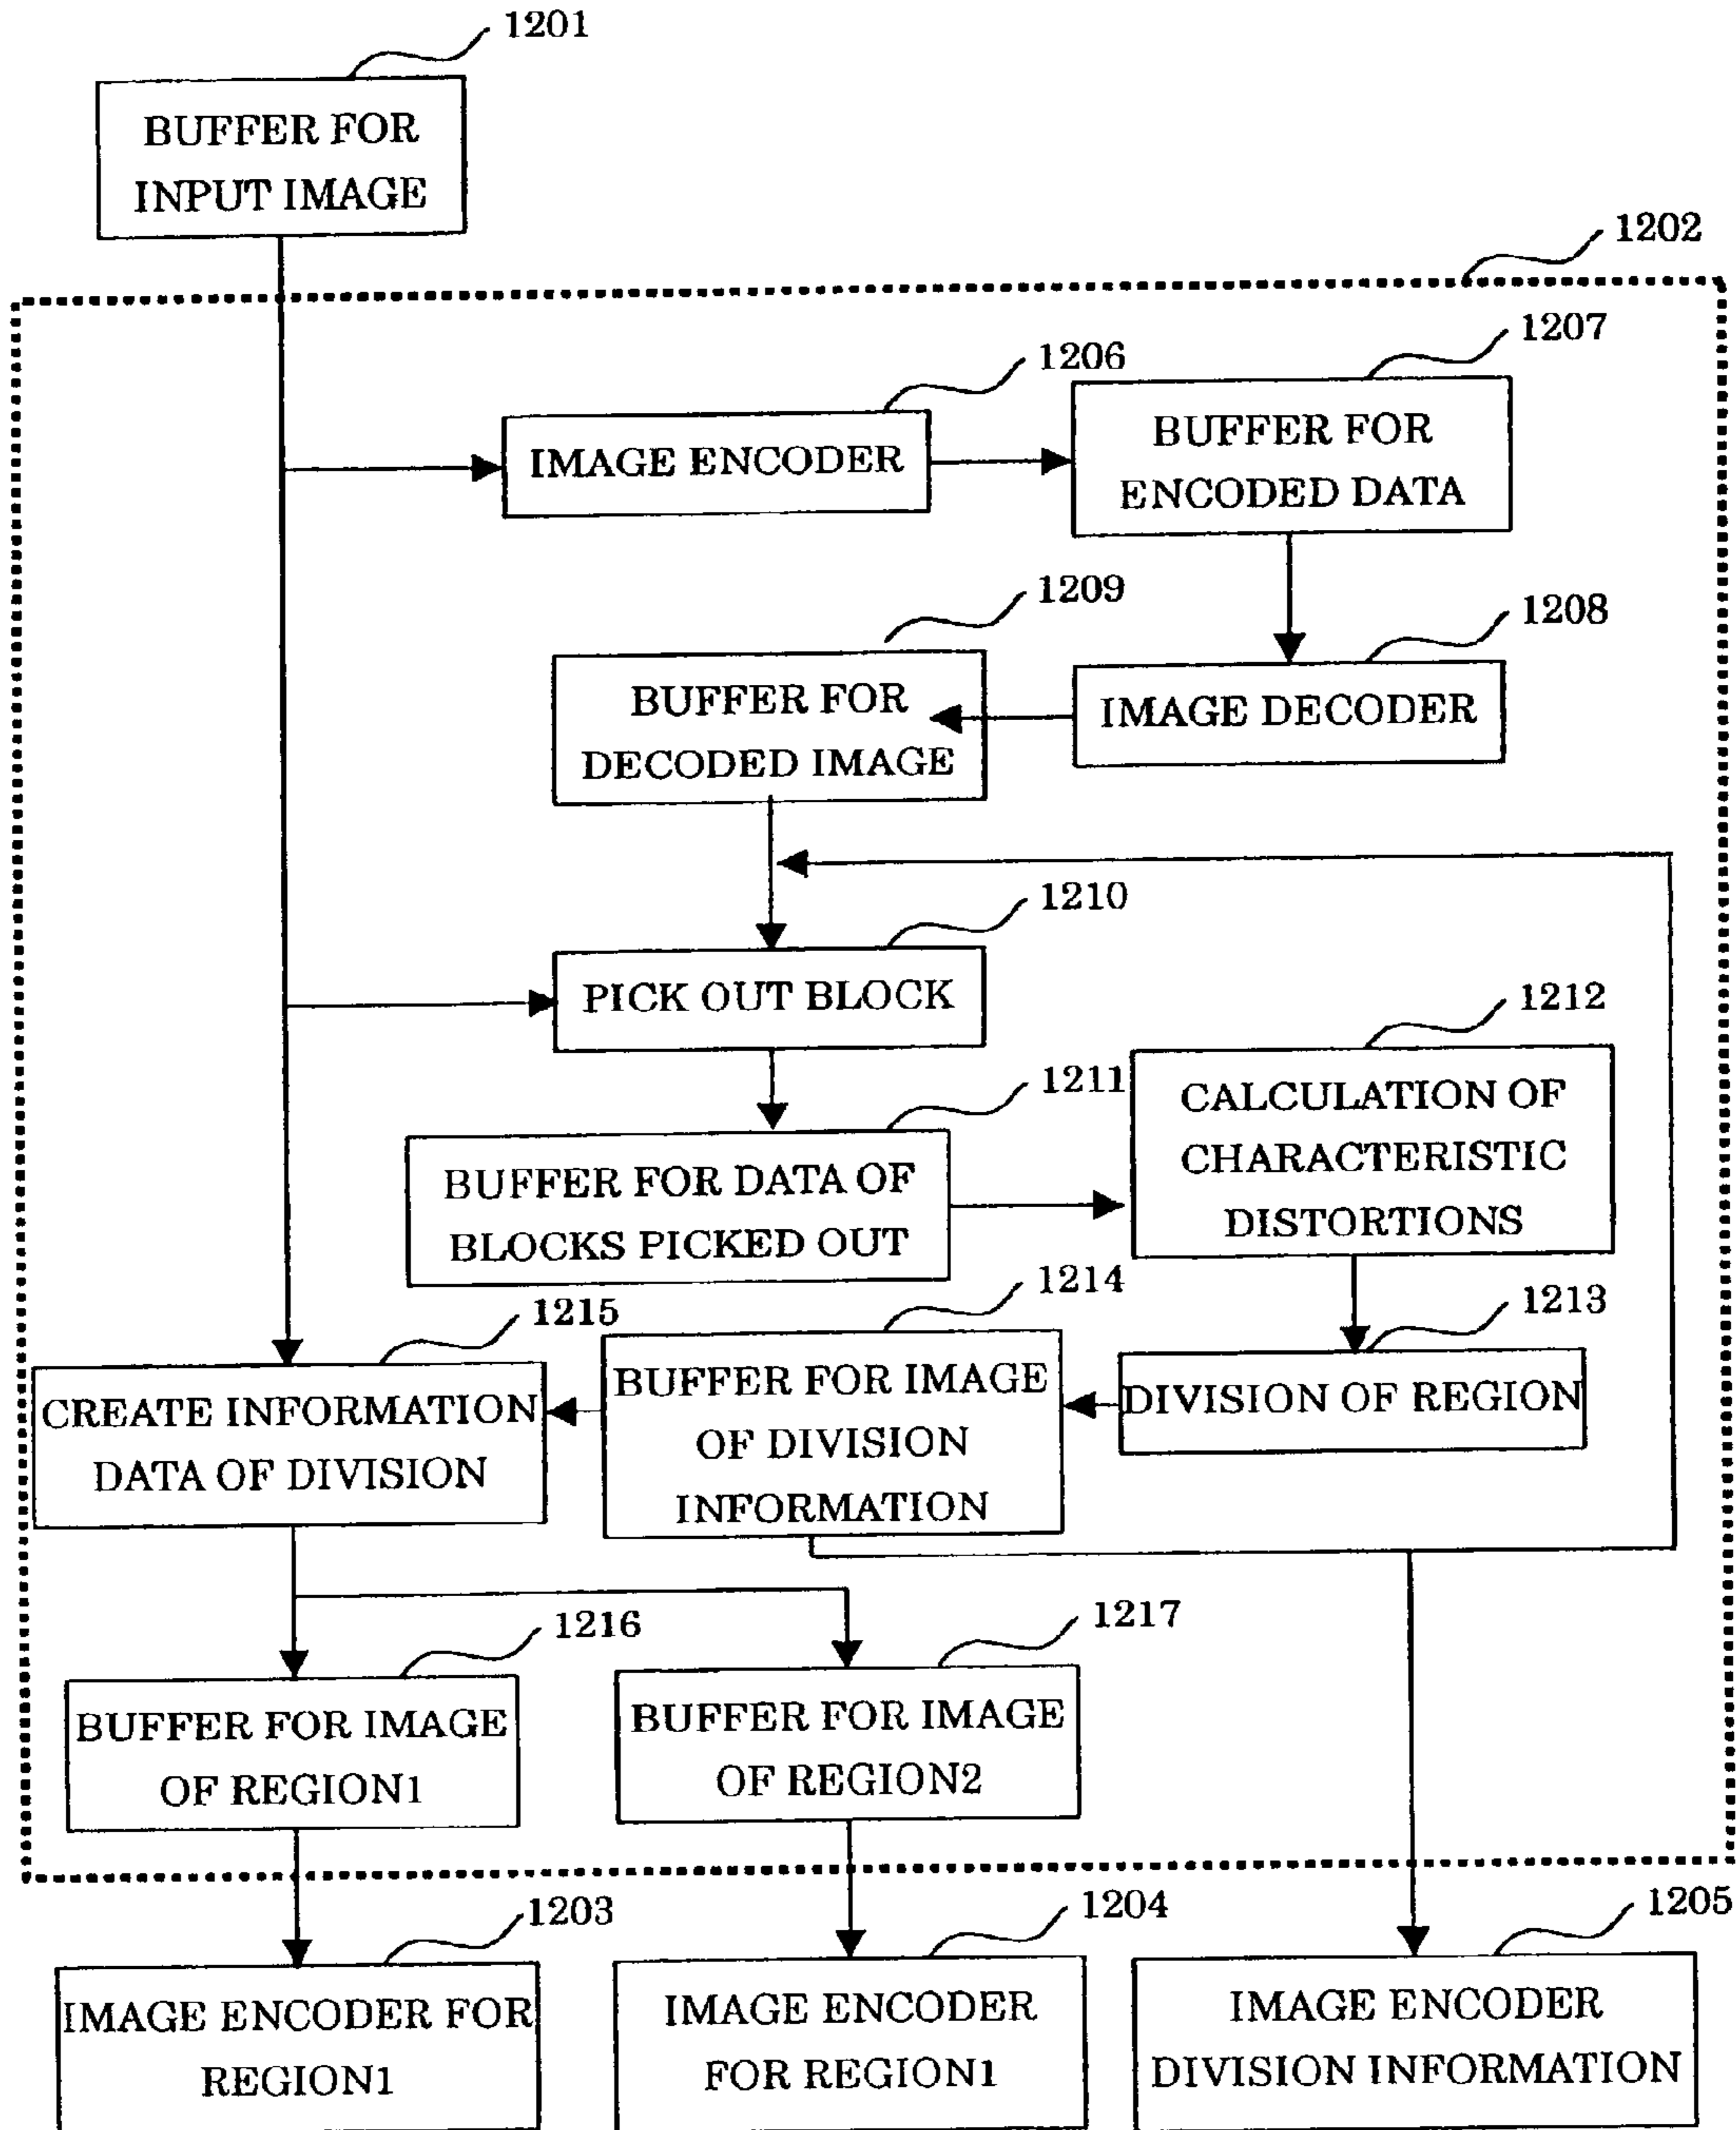 1201
BUFFER FOR
INPUT IMAGE
1202
1207
1206
BUFFER FOR
ENCODED DATA
IMAGE ENCODER
1209
1208
BUFFER FOR
DECODED IMAGE
IMAGE DECODER
1210
PICK OUT BLOCK
1212
1211
CALCULATION OF
CHARACTERISTIC
DISTORTIONS
BUFFER FOR DATA OF
BLOCKS PICKED OUT
1214
1215
1213
CREATE INFORMATION
DATA OF DIVISION
BUFFER FOR IMAGE
OF DIVISION
INFORMATION
DIVISION OF REGION
1216
1217
BUFFER FOR IMAGE
OF REGION1
BUFFER FOR IMAGE
OF REGION2
1203
1204
1205
IMAGE ENCODER FOR
REGION1
IMAGE ENCODER
FOR REGION1
IMAGE ENCODER
DIVISION INFORMATION